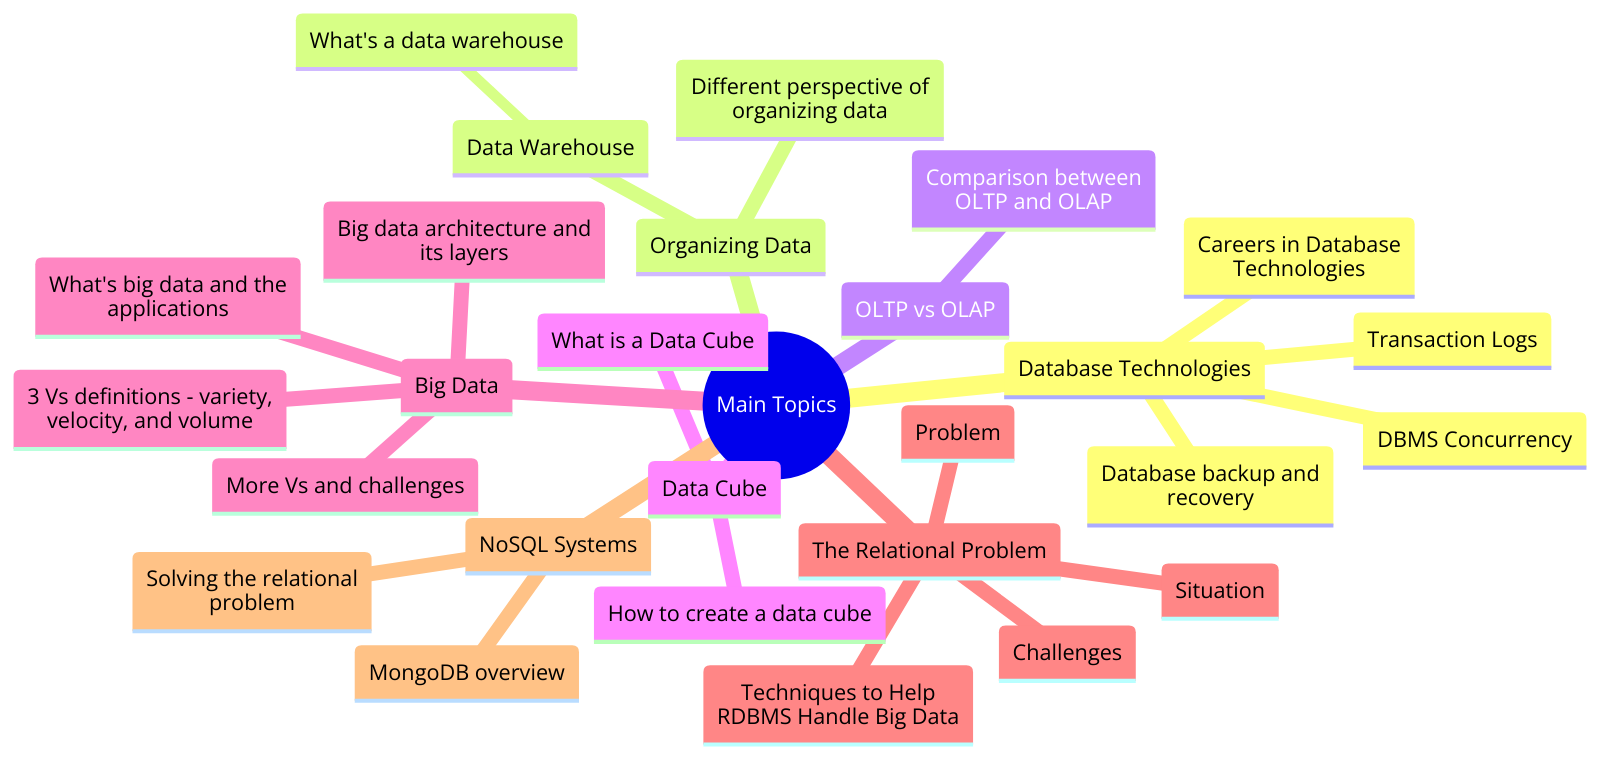 What's a data warehouse
Different perspective of
organizing data
Data Warehouse
Comparison between
OLTP and OLAP
Big data architecture and
its layers
Organizing Data
Careers in Database
Technologies
What's big data and the
applications
OLTP vs OLAP
What is a Data Cube
Transaction Logs
Database Technologies
Big Data
3 Vs definitions - variety,
velocity, and volume
Main Topics
Problem
DBMS Concurrency
More Vs and challenges
Data Cube
Database backup and
recovery
NoSQL Systems
The Relational Problem
Solving the relational
problem
Situation
How to create a data cube
Challenges
MongoDB overview
Techniques to Help
RDBMS Handle Big Data